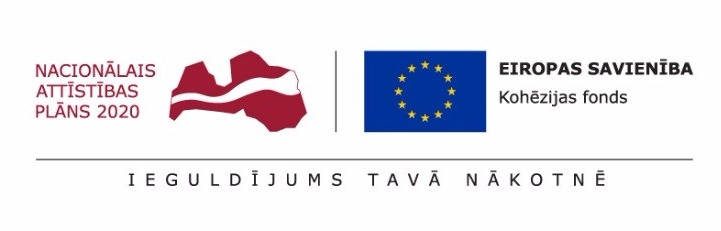 NACIONĀLAIS
ATTĪSTĪBAS
PLĀNS 2020
EIROPAS SAVIENĪBA
Kohēzijas fonds
IEGULDĪJUMS TAVĀ NĀKOTNĒ